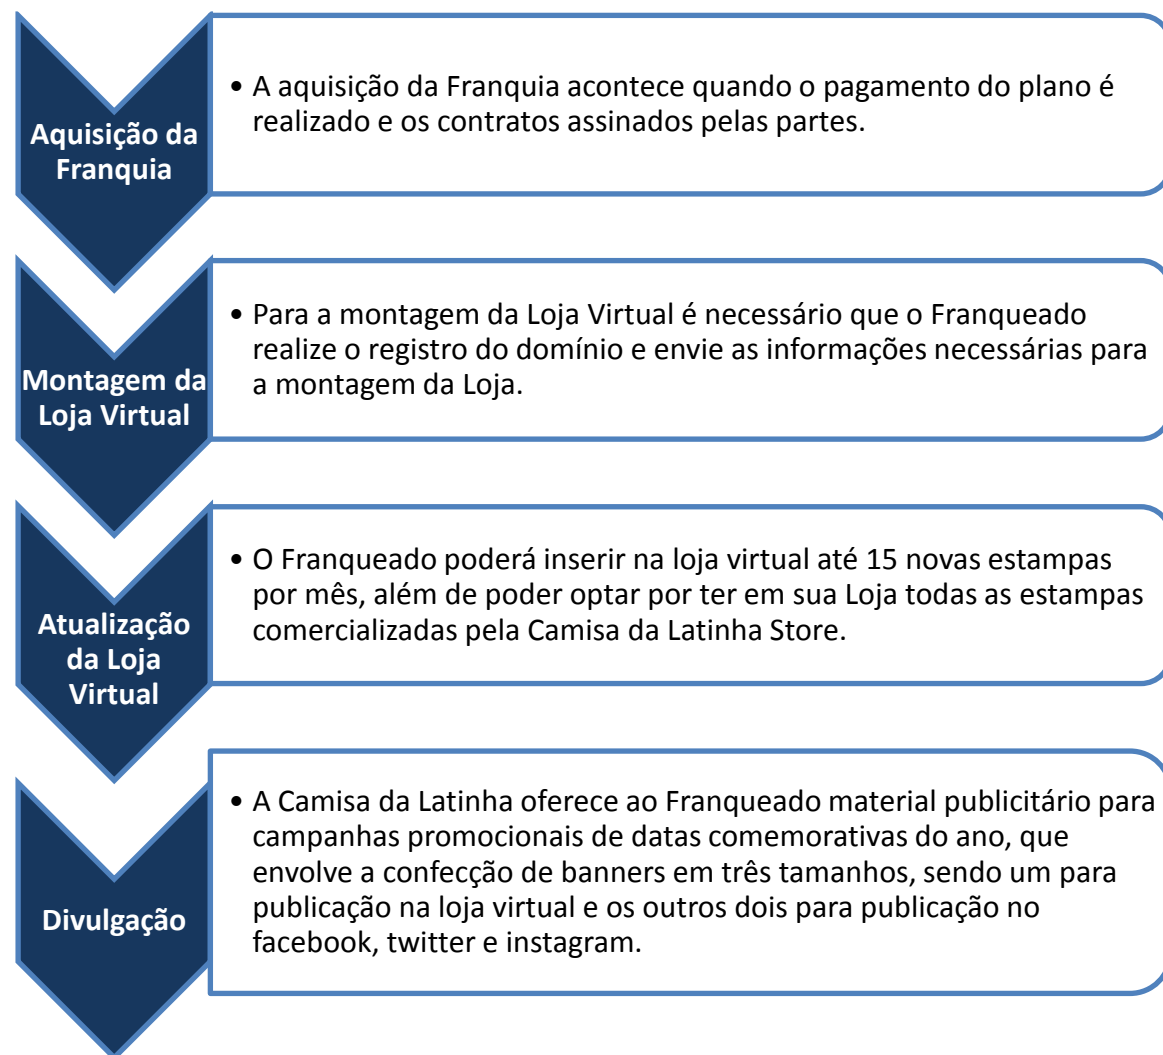 Aquisição da
Franquia
• A aquisição da Franquia acontece quando o pagamento do plano é
realizado e os contratos assinados pelas partes.
Montagem da
Loja Virtual
• Para a montagem da Loja Virtual é necessário que o Franqueado
realize o registro do domínio e envie as informações necessárias para
a montagem da Loja.
Atualização
da Loja
Virtual
• O Franqueado poderá inserir na loja virtual até 15 novas estampas
por mês, além de poder optar por ter em sua Loja todas as estampas
comercializadas pela Camisa da Latinha Store.
Divulgação
• A Camisa da Latinha oferece ao Franqueado material publicitário para
campanhas promocionais de datas comemorativas do ano, que
envolve a confecção de banners em três tamanhos, sendo um para
publicação na loja virtual e os outros dois para publicação no
facebook, twitter e instagram.